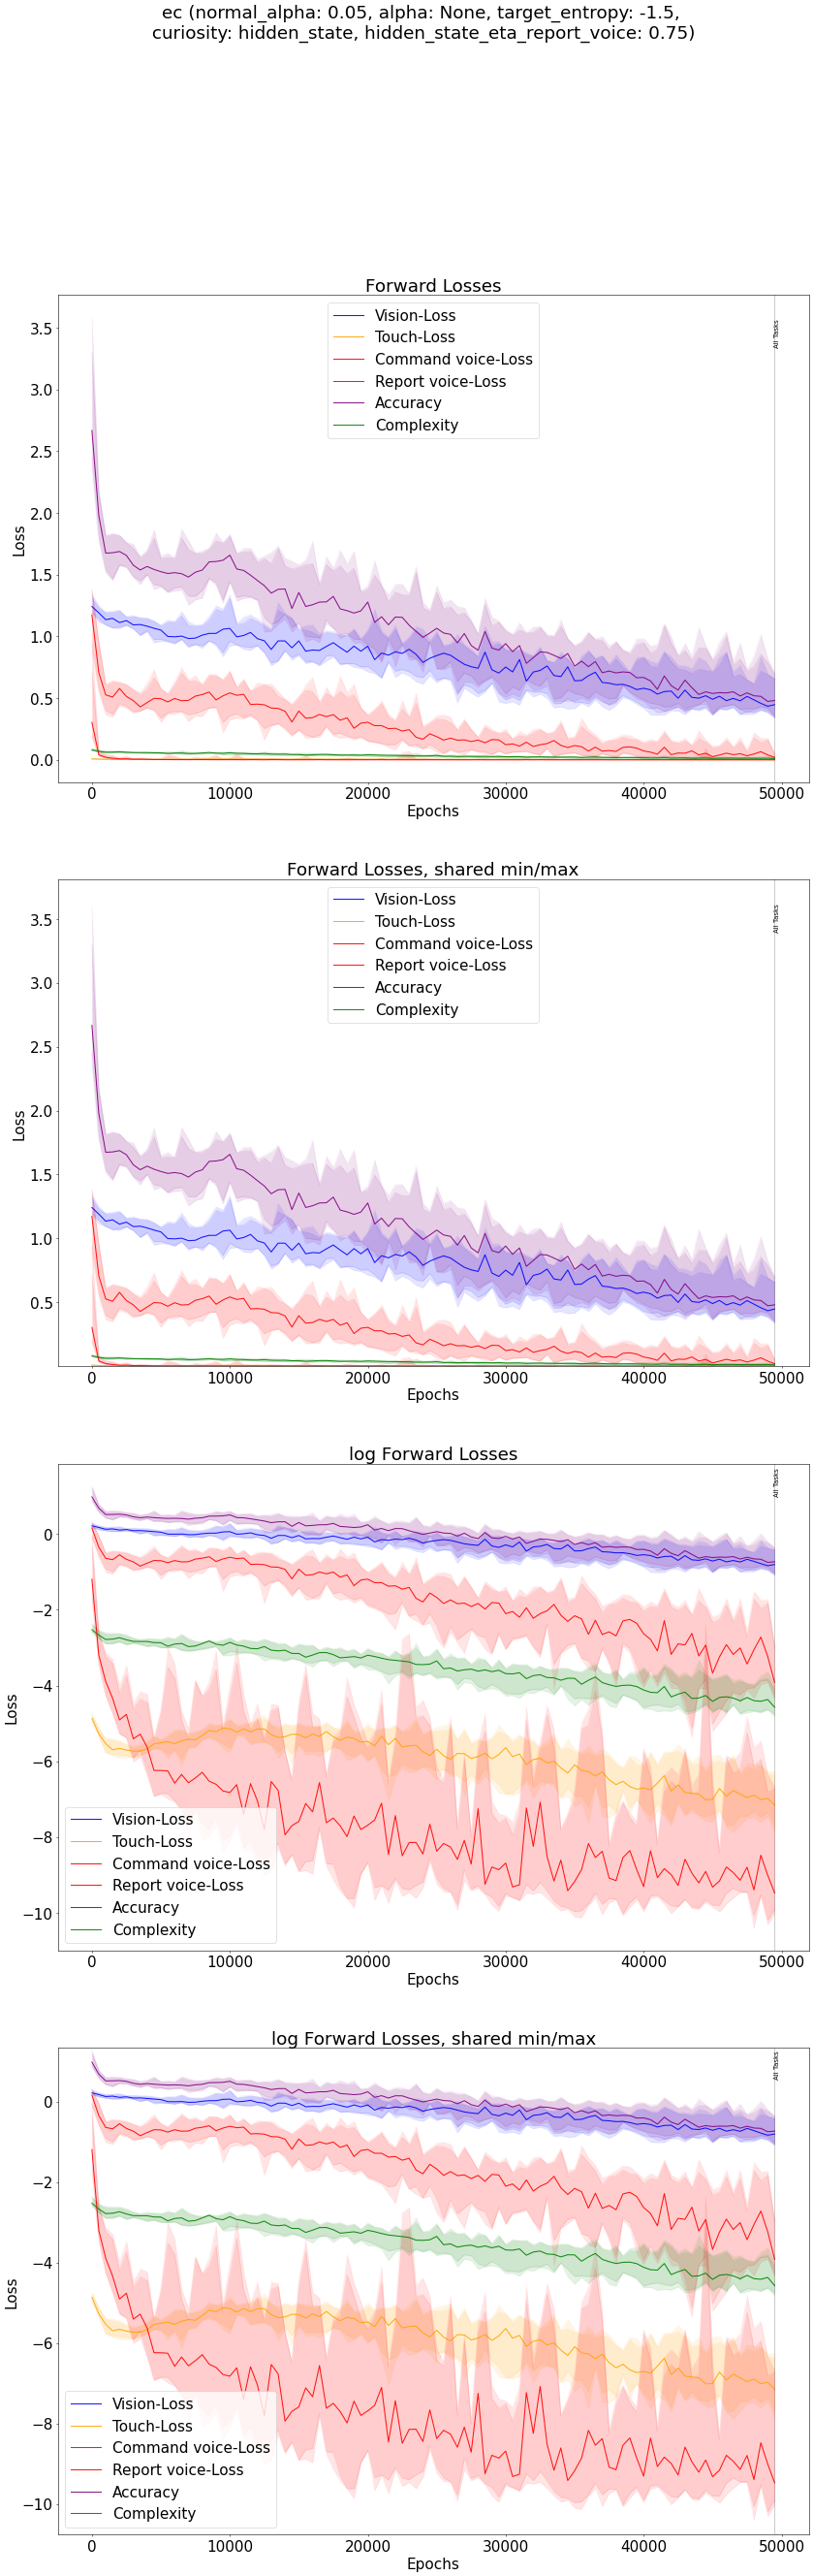 ec (normal_alpha: 0.05, alpha: None, target_entropy: -1.5,
curiosity: hidden_state, hidden_state_eta_report_voice: 0.75)
Forward Losses
Vision-Loss
Touch-Loss
Command voice-Loss
Report voice-Loss
Accuracy
Complexity
All Tasks
3.5
3.0
2.5
2.0
1.5
1.0
0.5
0.0
Loss
0 10000 20000 30000 40000 50000
Epochs
Forward Losses, shared min/max
Vision-Loss
Touch-Loss
Command voice-Loss
Report voice-Loss
Accuracy
Complexity
All Tasks
3.5
3.0
2.5
2.0
1.5
1.0
0.5
Loss
0 10000 20000 30000 40000 50000
Epochs
log Forward Losses
All Tasks
0
−2
−4
−6
−8
−10
Loss
Vision-Loss
Touch-Loss
Command voice-Loss
Report voice-Loss
Accuracy
Complexity
0 10000 20000 30000 40000 50000
Epochs
log Forward Losses, shared min/max
All Tasks
0
−2
−4
−6
−8
−10
Loss
Vision-Loss
Touch-Loss
Command voice-Loss
Report voice-Loss
Accuracy
Complexity
0 10000 20000 30000 40000 50000
Epochs